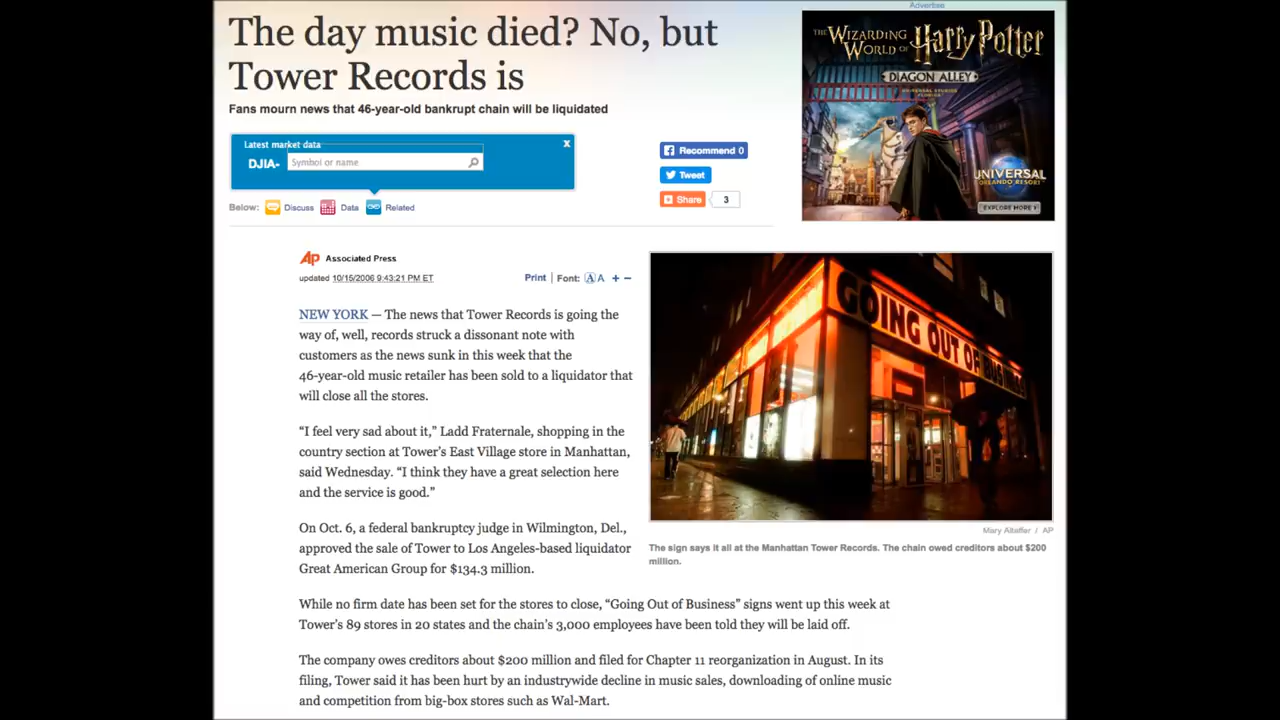 Advertise
The day music died? No, but
Tower Records is
Fans mourn news that 46-year-old bankrupt chain will be liquidated
THE WIZARDING
WORLD OF Harry Potter
DIAGON ALLEY
UNIVERSAL STUDIOS
FLORIDA
UNIVERSAL
ORLANDO RESORT
EXPLORE MORE
Latest market data
X
DJIA-
Symbol or name
Recommend 0
Tweet
Share
3
Below:
Discuss
Data
Related
AP Associated Press
updated 10/15/2006 9:43:21 PM ET
Print | Font: A A + –
NEW YORK — The news that Tower Records is going the
way of, well, records struck a dissonant note with
customers as the news sunk in this week that the
46-year-old music retailer has been sold to a liquidator that
will close all the stores.
“I feel very sad about it,” Ladd Fraternale, shopping in the
country section at Tower’s East Village store in Manhattan,
said Wednesday. “I think they have a great selection here
and the service is good.”
On Oct. 6, a federal bankruptcy judge in Wilmington, Del.,
approved the sale of Tower to Los Angeles-based liquidator
Great American Group for $134.3 million.
GOING OUT OF BUSINESS
Mary Altaffer / AP
The sign says it all at the Manhattan Tower Records. The chain owed creditors about $200
million.
While no firm date has been set for the stores to close, “Going Out of Business” signs went up this week at
Tower’s 89 stores in 20 states and the chain’s 3,000 employees have been told they will be laid off.
The company owes creditors about $200 million and filed for Chapter 11 reorganization in August. In its
filing, Tower said it has been hurt by an industrywide decline in music sales, downloading of online music
and competition from big-box stores such as Wal-Mart.